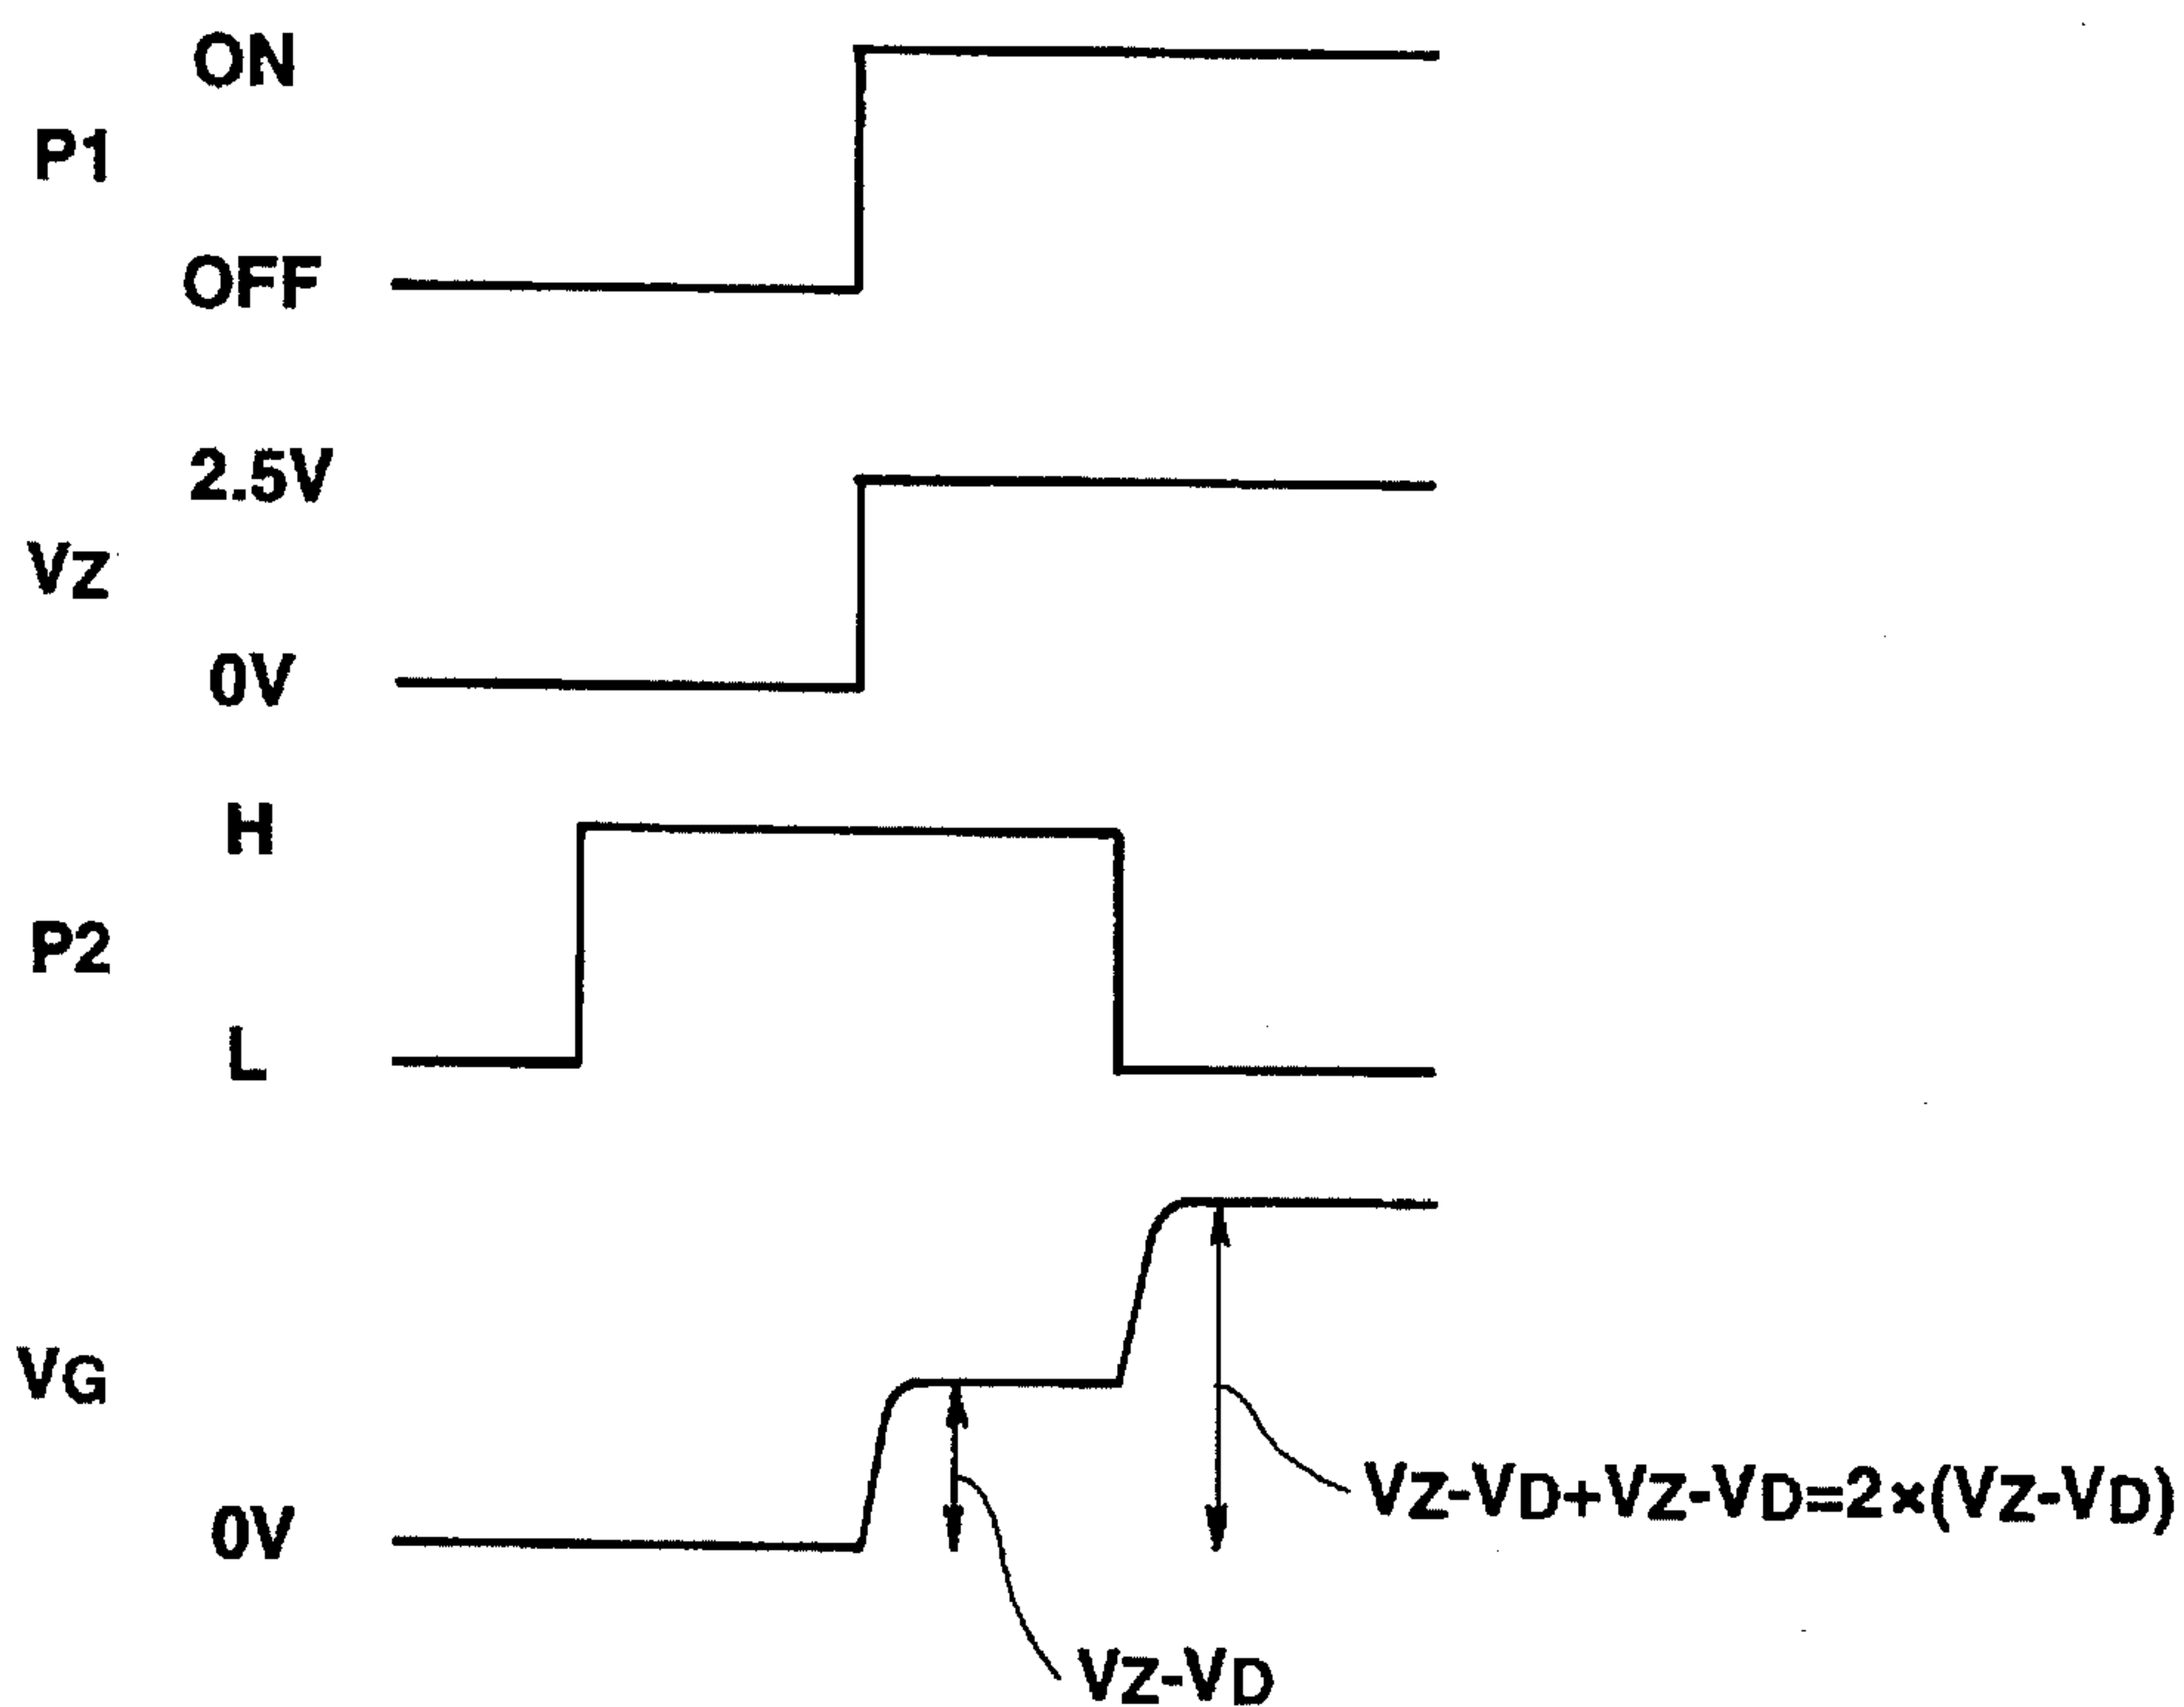 ON
P1
OFF
2.5V
VZ
0V
H
P2
L
VG
VZ-VD+VZ-VD=2×(VZ-VD)
0V
VZ-VD